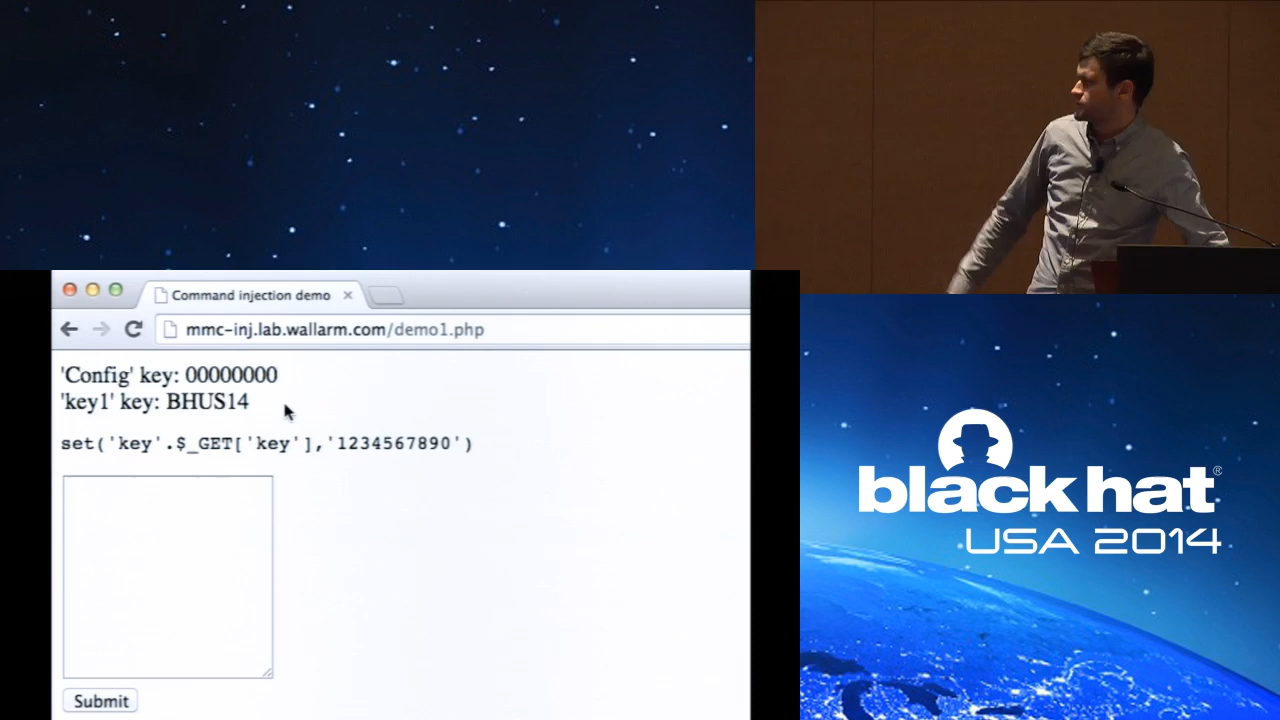 Command injection demo
mmc-inj.lab.wallarm.com/demo1.php
'Config' key: 00000000
'key1' key: BHUS14
set('key'.$_GET['key'],'1234567890')
Submit
black hat®
USA 2014